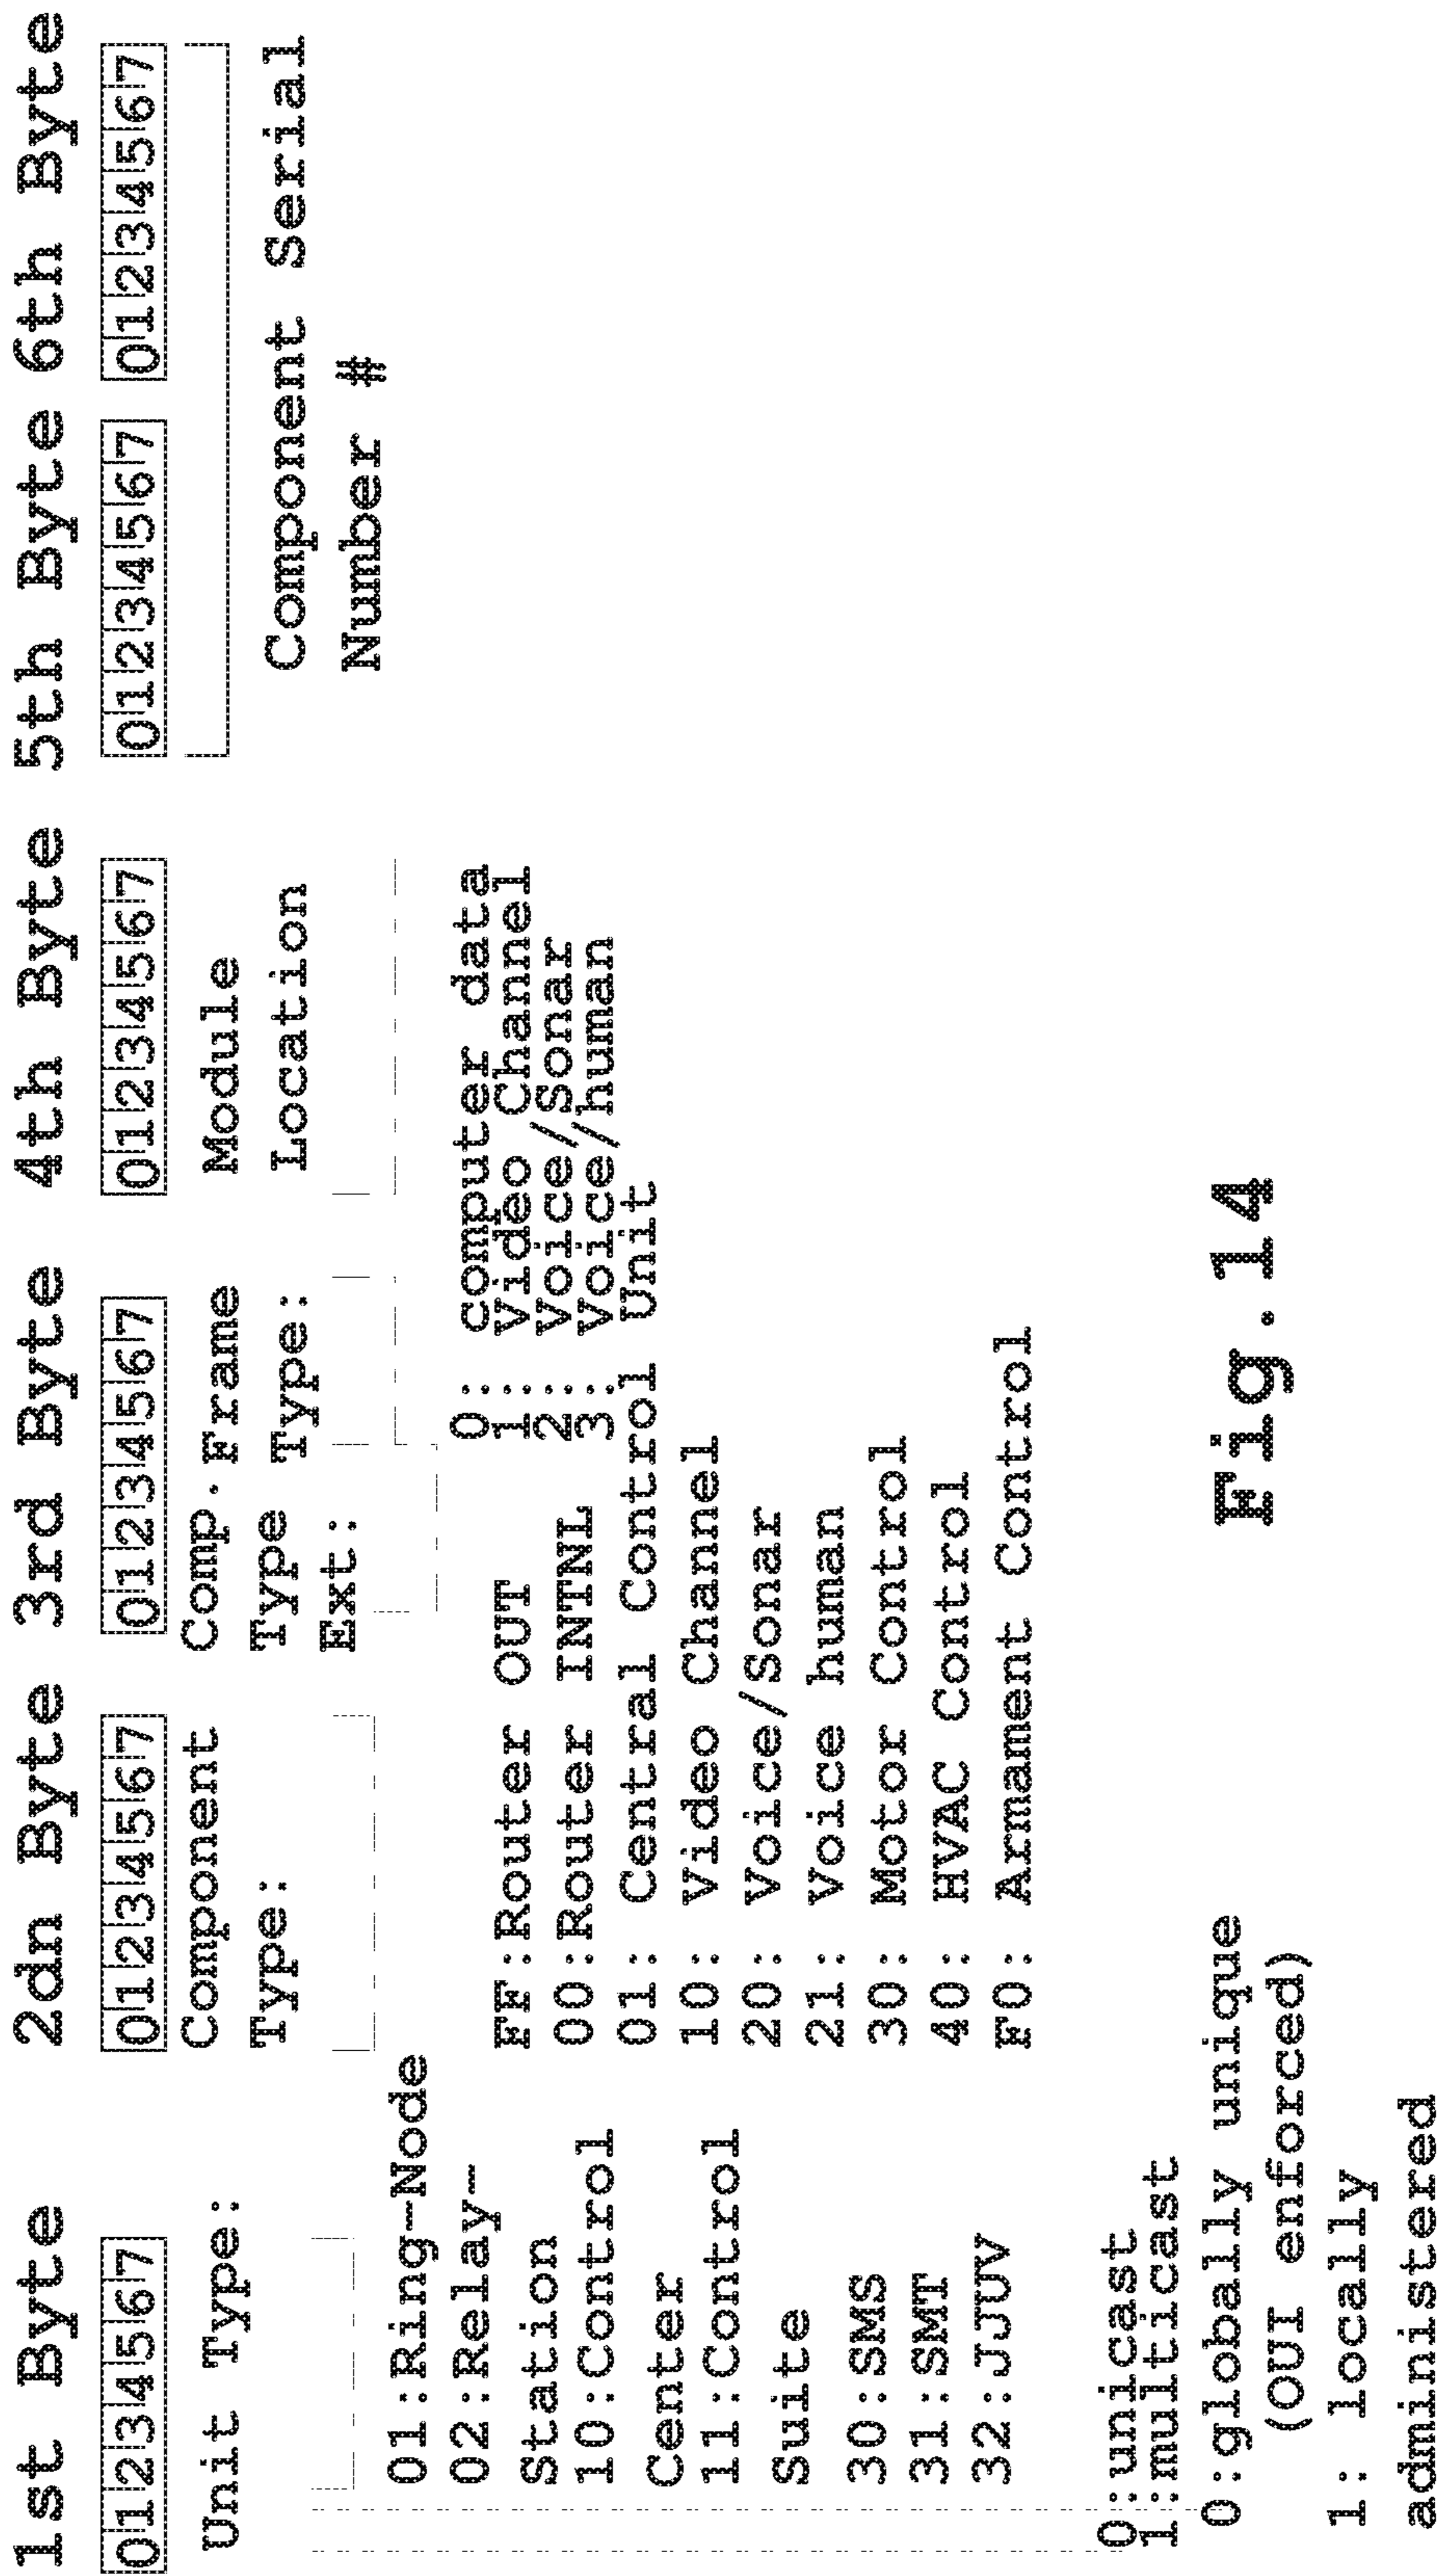 1st Byte 2dn Byte 3rd Byte 4th Byte 5th Byte 6th Byte
01234567 01234567 01234567 01234567 01234567 01234567
Unit Type:
01:Ring-Node
02:Relay-
Station
10:Control
Center
11:Control
Suite
30:SMS
31:SMT
32:JJUV
0:unicast
1:multicast
0:globally unique
(OUI enforced)
1: locally
administered
Component
Type:
FF:Router OUT
00:Router INTNL
01: Central Control Unit
10: Video Channel
20: Voice/Sonar
21: Voice human
30: Motor Control
40: HVAC Control
F0: Armament Control
Comp.
Type
Ext:
Frame
Type:
0: computer data
1: Video Channel
2: Voice/Sonar
3: Voice/human
Module
Location
Component Serial
Number #
Fig. 14